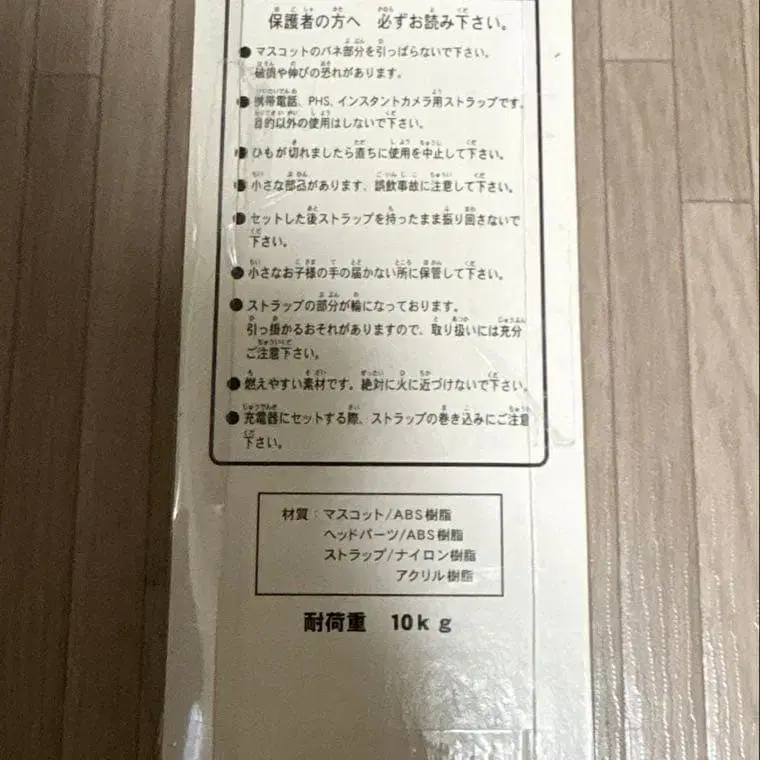 保護者の方へ 必ずお読み下さい。
●マスコットのバネ部分を引っぱらないで下さい。
破損や伸びの恐れがあります。
●携帯電話、PHS、インスタントカメラ用ストラップです。
目的以外の使用はしないで下さい。
●ひもが切れましたら直ちに使用を中止して下さい。
●小さな部品があります、誤飲事故に注意して下さい。
●セットした後ストラップを持ったまま振り回さないで
下さい。
●小さなお子様の手の届かない所に保管して下さい。
●ストラップの部分が輪になっております。
引っ掛かるおそれがありますので、取り扱いには充分
ご注意下さい。
●燃えやすい素材です。絶対に火に近づけないで下さい。
●充電器にセットする際、ストラップの巻き込みにご注意
下さい。
材質:マスコット/ABS樹脂
ヘッドパーツ/ABS樹脂
ストラップ/ナイロン樹脂
アクリル樹脂
耐荷重 10kg